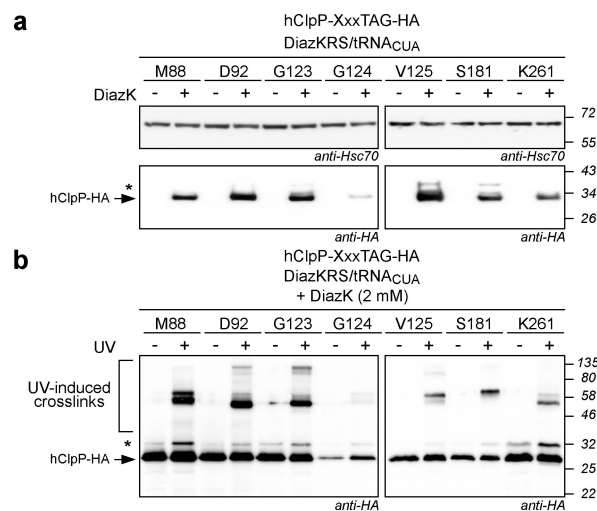 a
hClpP-XxxTAG-HA
DiazKRS/tRNACUA
M88 D92 G123 G124 V125 S181 K261
DiazK - + - + - + - + - + - + - +
72
55
anti-Hsc70 anti-Hsc70
43
*
hClpP-HA 34
26
anti-HA anti-HA
b
hClpP-XxxTAG-HA
DiazKRS/tRNACUA
+ DiazK (2 mM)
M88 D92 G123 G124 V125 S181 K261
UV - + - + - + - + - + - + - +
135
80
UV-induced 58
crosslinks 46
* 32
hClpP-HA
25
22
anti-HA anti-HA